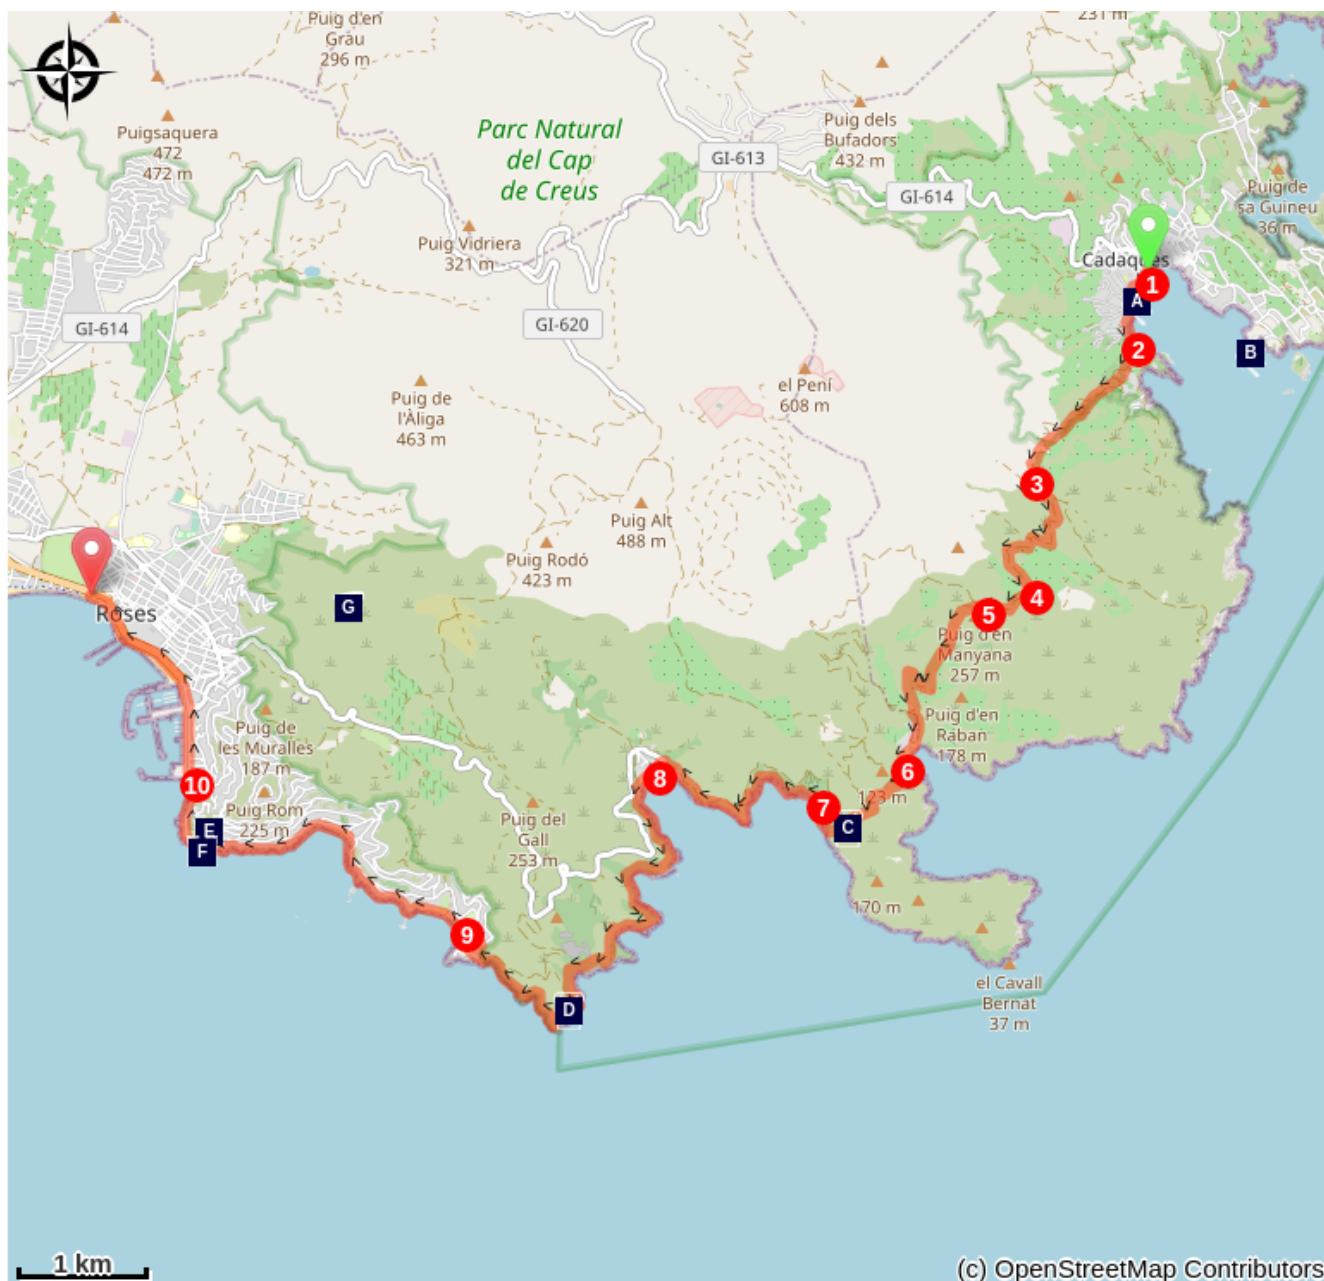 Puig d'en
Grau
296 m
231 m
Puigsaquera
472
472 m
Parc Natural
del Cap
de Creus
GI-613
Puig dels
Bufadors
432 m
GI-614
Puig de
sa Guineu
36 m
Puig Vidriera
321 m
Cadaqués
1
A
GI-614
GI-620
2
B
el Pení
608 m
Puig de
l'Àliga
463 m
3
Puig Alt
488 m
Puig Rodó
423 m
4
G
Roses
5
Puig d'en
Manyana
257 m
Puig d'en
Raban
178 m
Puig de
les Muralles
187 m
6
8
10
123 m
7
Puig Rom
225 m
C
Puig del
Gall
253 m
E
F
170 m
9
el Cavall
Bernat
37 m
D
1 km
(c) OpenStreetMap Contributors